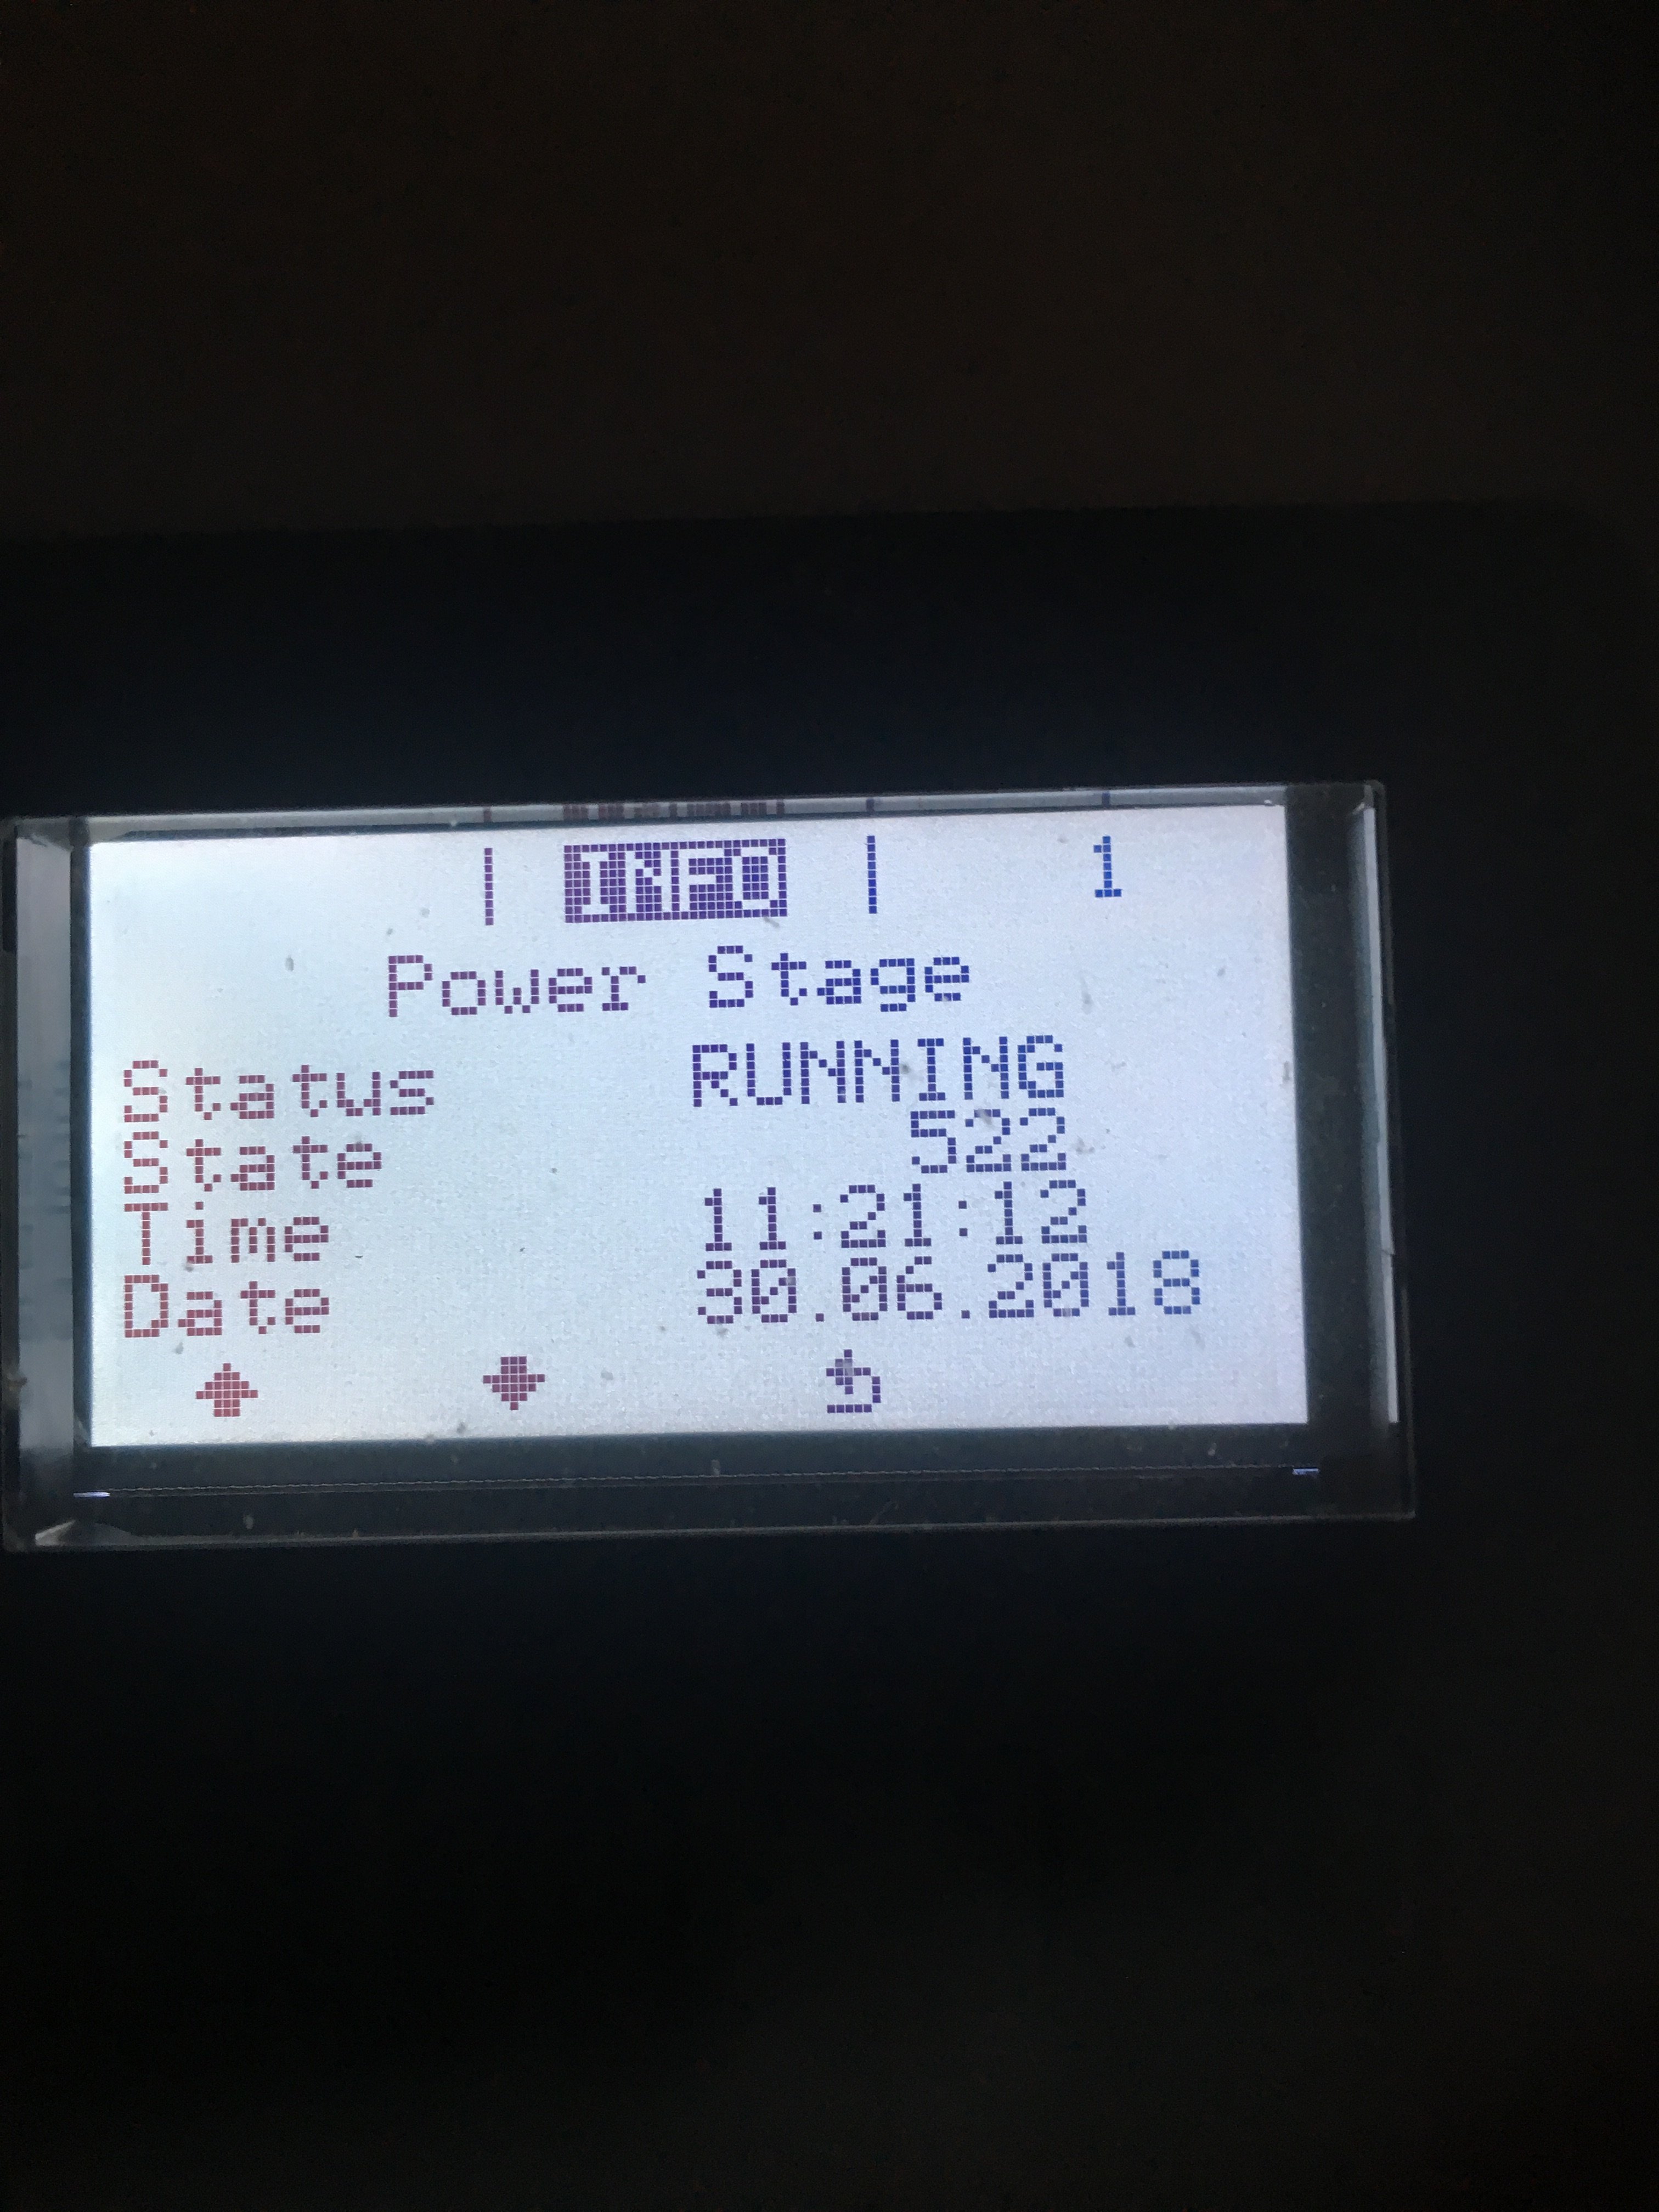 | INFO | 1
Power Stage
Status RUNNING
State 522
Time 11:21:12
Date 30.06.2018